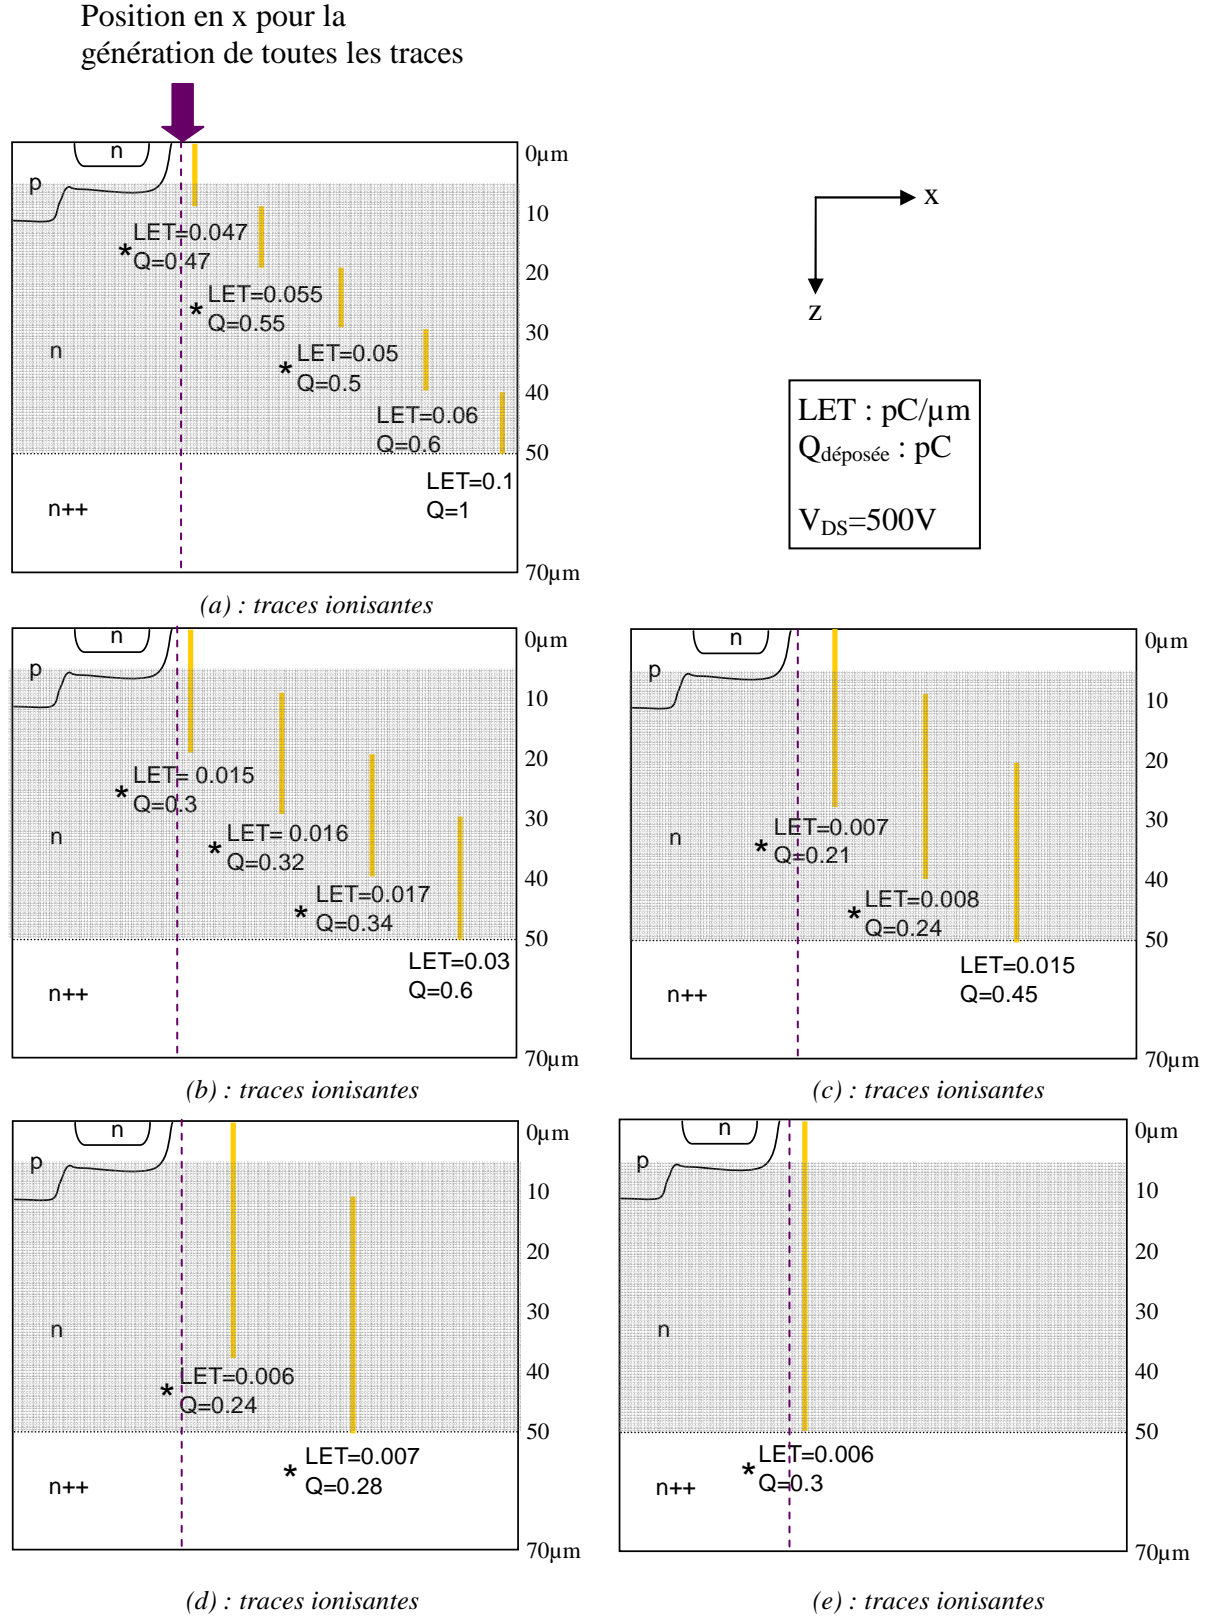 Position en x pour la
génération de toutes les traces
n
p
n
n++
0µm
10
20
30
40
50
70µm
LET=0.047
*Q=0.47
LET=0.055
*Q=0.55
LET=0.05
*Q=0.5
LET=0.06
Q=0.6
LET=0.1
Q=1
(a) : traces ionisantes
x
z
LET : pC/µm
Qdéposée : pC
VDS=500V
n
p
n
n++
0µm
10
20
30
40
50
70µm
LET= 0.015
*Q=0.3
LET= 0.016
*Q=0.32
LET=0.017
*Q=0.34
LET=0.03
Q=0.6
(b) : traces ionisantes
n
p
n
n++
0µm
10
20
30
40
50
70µm
LET=0.007
*Q=0.21
LET=0.008
*Q=0.24
LET=0.015
Q=0.45
(c) : traces ionisantes
n
p
n
n++
0µm
10
20
30
40
50
70µm
LET=0.006
*Q=0.24
LET=0.007
*Q=0.28
(d) : traces ionisantes
n
p
n
n++
0µm
10
20
30
40
50
70µm
LET=0.006
*Q=0.3
(e) : traces ionisantes